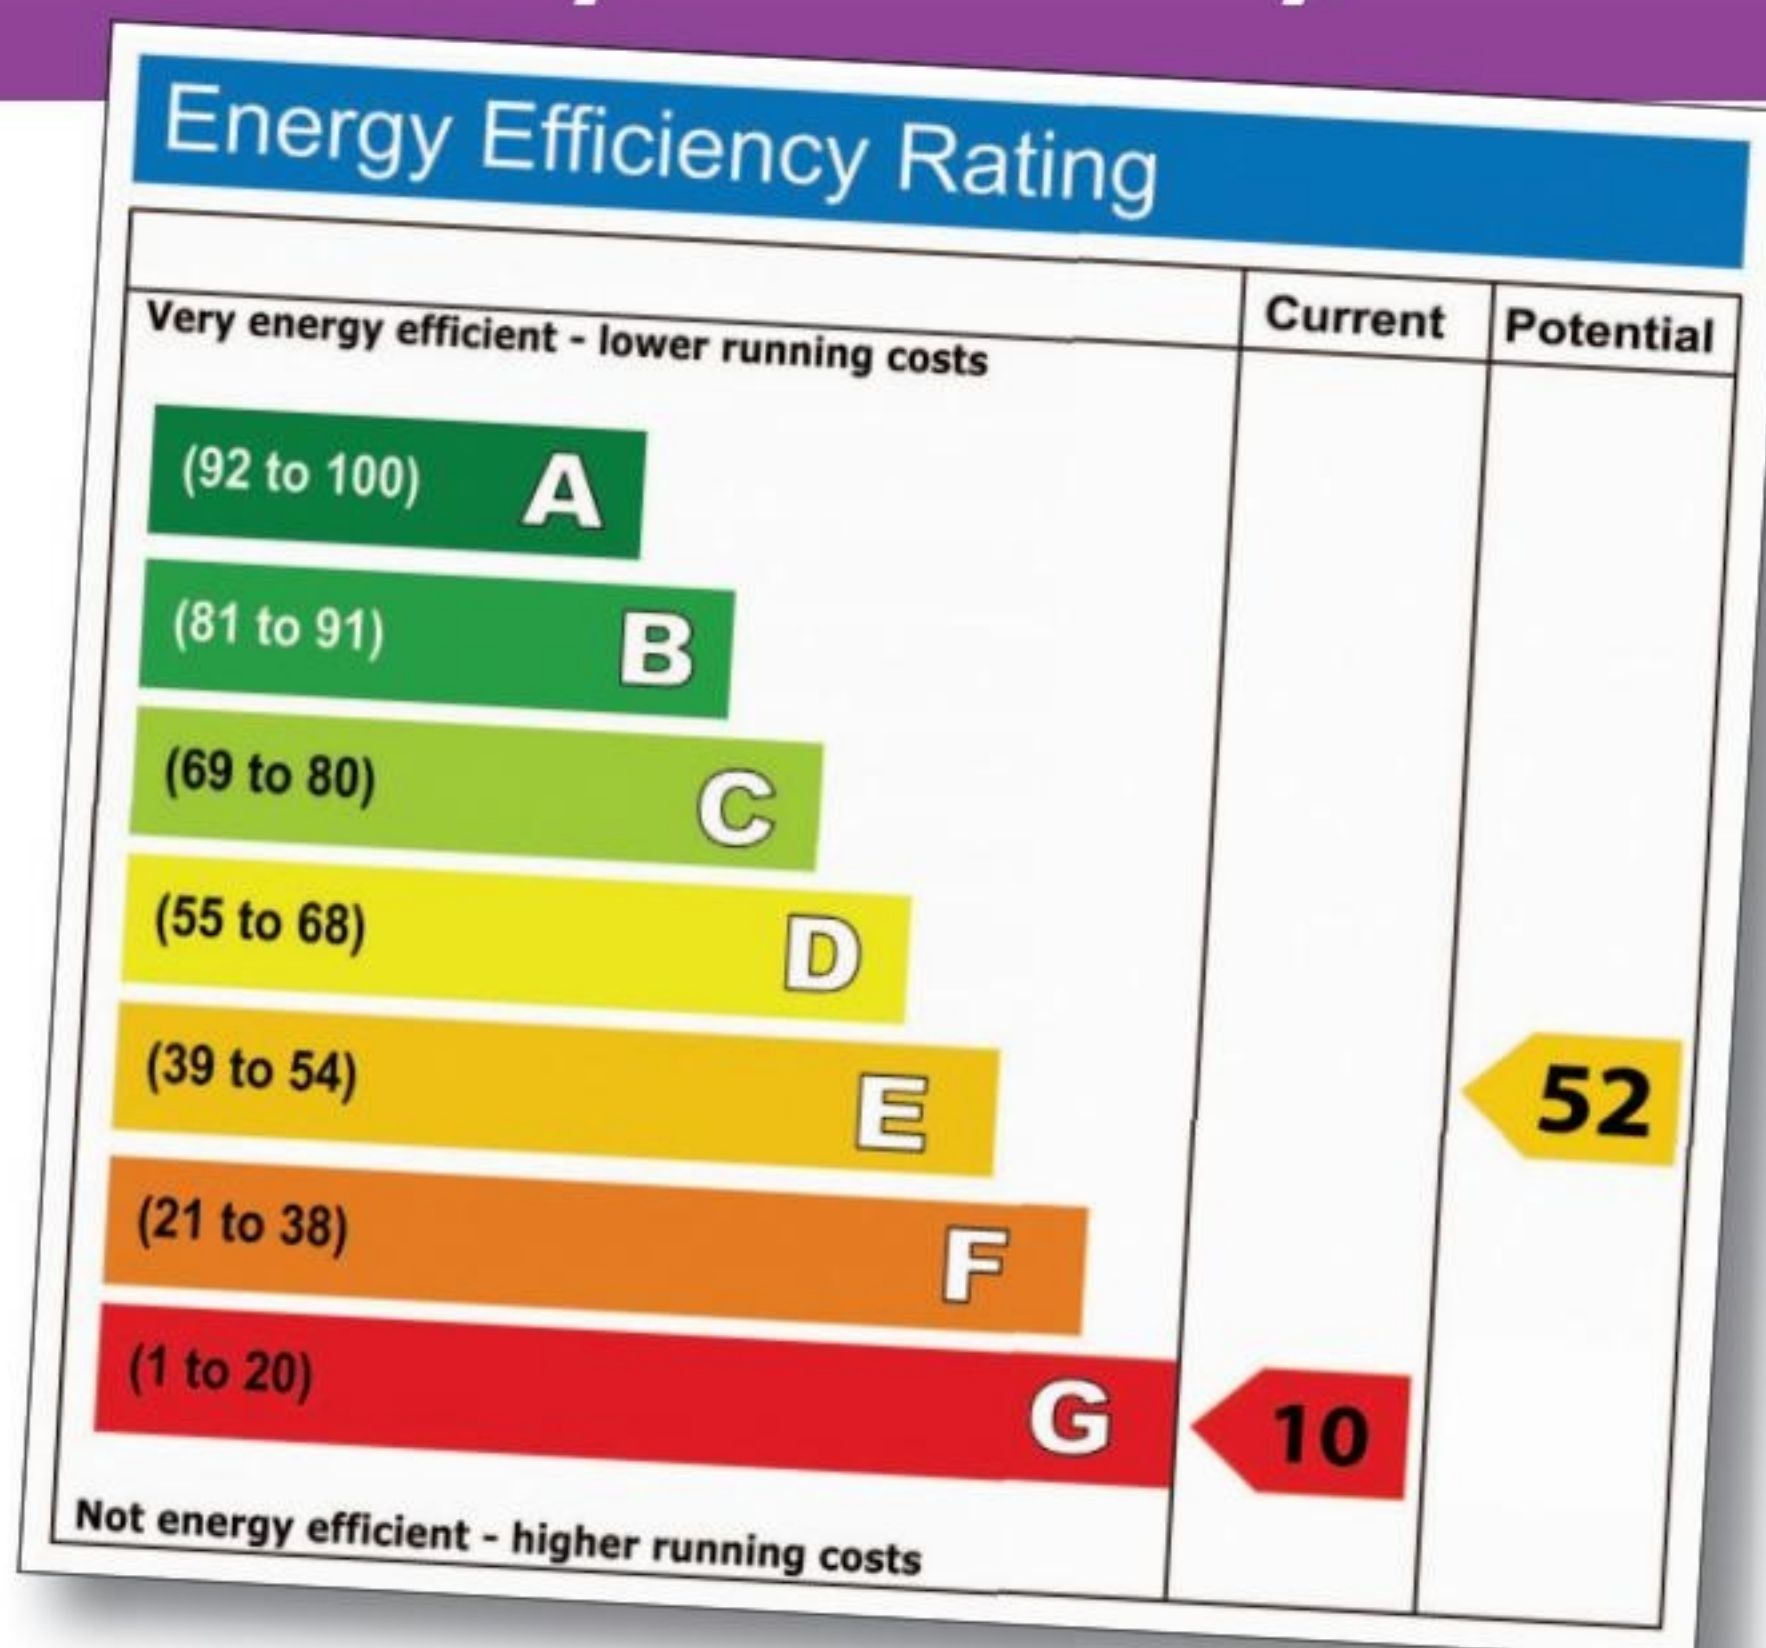 Energy Efficiency Rating
Current Potential
Very energy efficient - lower running costs
(92 to 100) A
(81 to 91) B
(69 to 80) C
(55 to 68) D
(39 to 54) E
52
(21 to 38) F
(1 to 20) G
10
Not energy efficient - higher running costs